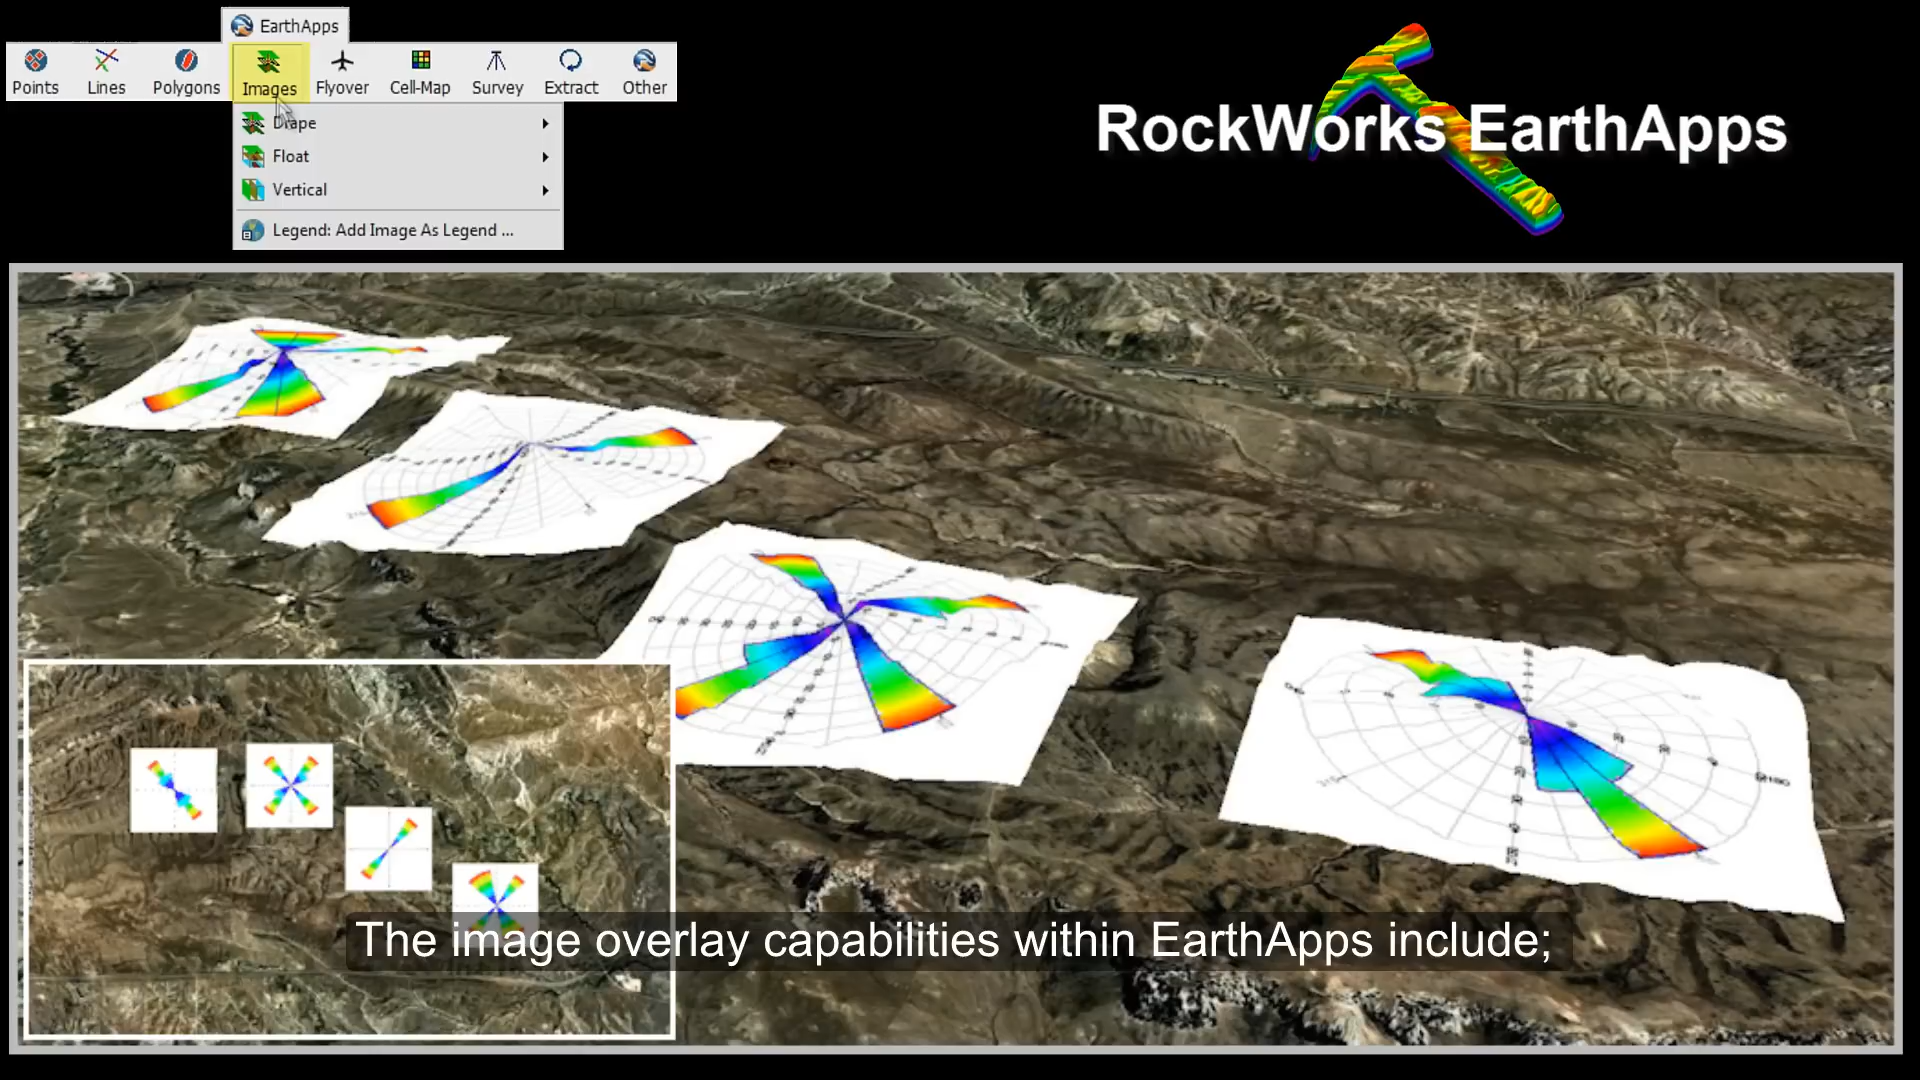 EarthApps
Points Lines Polygons Images Flyover Cell-Map Survey Extract Other
Drape
Float
Vertical
Legend: Add Image As Legend ...
RockWorks EarthApps
The image overlay capabilities within EarthApps include;